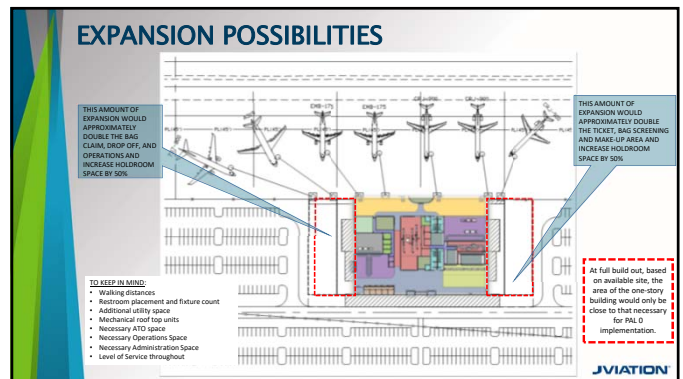 EXPANSION POSSIBILITIES
THIS AMOUNT OF
EXPANSION WOULD
APPROXIMATELY
DOUBLE THE BAG
CLAIM, DROP OFF, AND
OPERATIONS AND
INCREASE HOLDROOM
SPACE BY 50%
EMB-175
EMB-175
THIS AMOUNT OF
EXPANSION WOULD
APPROXIMATELY DOUBLE
THE TICKET, BAG SCREENING
AND MAKE-UP AREA AND
INCREASE HOLDROOM
SPACE BY 50%
TO KEEP IN MIND:
• Walking distances
• Restroom placement and fixture count
• Additional utility space
• Mechanical roof top units
• Necessary ATO space
• Necessary Operations Space
• Necessary Administration Space
• Level of Service throughout
At full build out, based
on available site, the
area of the one-story
building would only be
close to that necessary
for PAL 0
implementation.
JVIATION